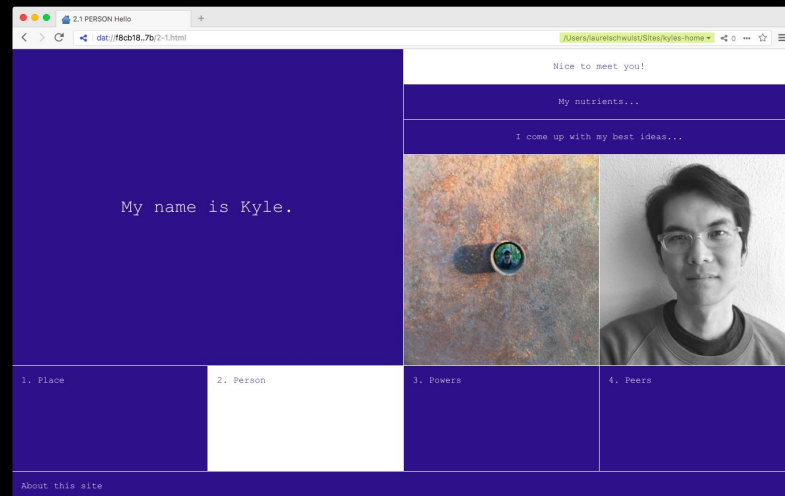 2.1 PERSON Hello
dat://f8cb18..7b/2-1.html
/Users/laurelschwulst/Sites/kyles-home
0
Nice to meet you!
My nutrients...
I come up with my best ideas...
My name is Kyle.
1. Place
2. Person
3. Powers
4. Peers
About this site